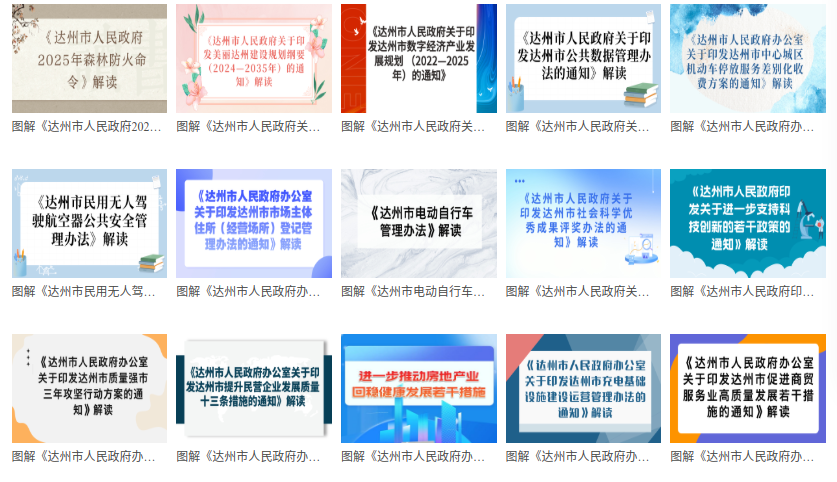 《达州市人民政府
2025年森林防火命
令》解读
图解《达州市人民政府202...
《达州市人民政府关于印
发美丽达州建设规划纲要
（2024—2035年）的通
知》解读
图解《达州市人民政府关...
《达州市人民政府关于印
发达州市数字经济产业发
展规划 （2022—2025
年）的通知》
图解《达州市人民政府关...
《达州市人民政府关于印
发达州市公共数据管理办
法的通知》解读
图解《达州市人民政府关...
《达州市人民政府办公室
关于印发达州市中心城区
机动车停放服务差别化收
费方案的通知》解读
图解《达州市人民政府办...
《达州市民用无人驾
驶航空器公共安全管
理办法》解读
图解《达州市民用无人驾...
《达州市人民政府办公室
关于印发达州市市场主体
住所（经营场所）登记管
理办法的通知》解读
图解《达州市人民政府办...
《达州市电动自行车
管理办法》解读
图解《达州市电动自行车...
《达州市人民政府关于
印发达州市社会科学优
秀成果评奖办法的通
知》解读
图解《达州市人民政府关...
《达州市人民政府印
发关于进一步支持科
技创新的若干政策的
通知》解读
图解《达州市人民政府印...
《达州市人民政府办公室
关于印发达州市质量强市
三年攻坚行动方案的通
知》解读
图解《达州市人民政府办...
《达州市人民政府办公室关于印
发达州市提升民营企业发展质量
十三条措施的通知》解读
图解《达州市人民政府办...
进一步推动房地产业
回稳健康发展若干措施
图解《达州市人民政府办...
《达州市人民政府办公室
关于印发达州市充电基础
设施建设运营管理办法的
通知》解读
图解《达州市人民政府办...
《达州市人民政府办公室
关于印发达州市促进商贸
服务业高质量发展若干措
施的通知》解读
图解《达州市人民政府办...